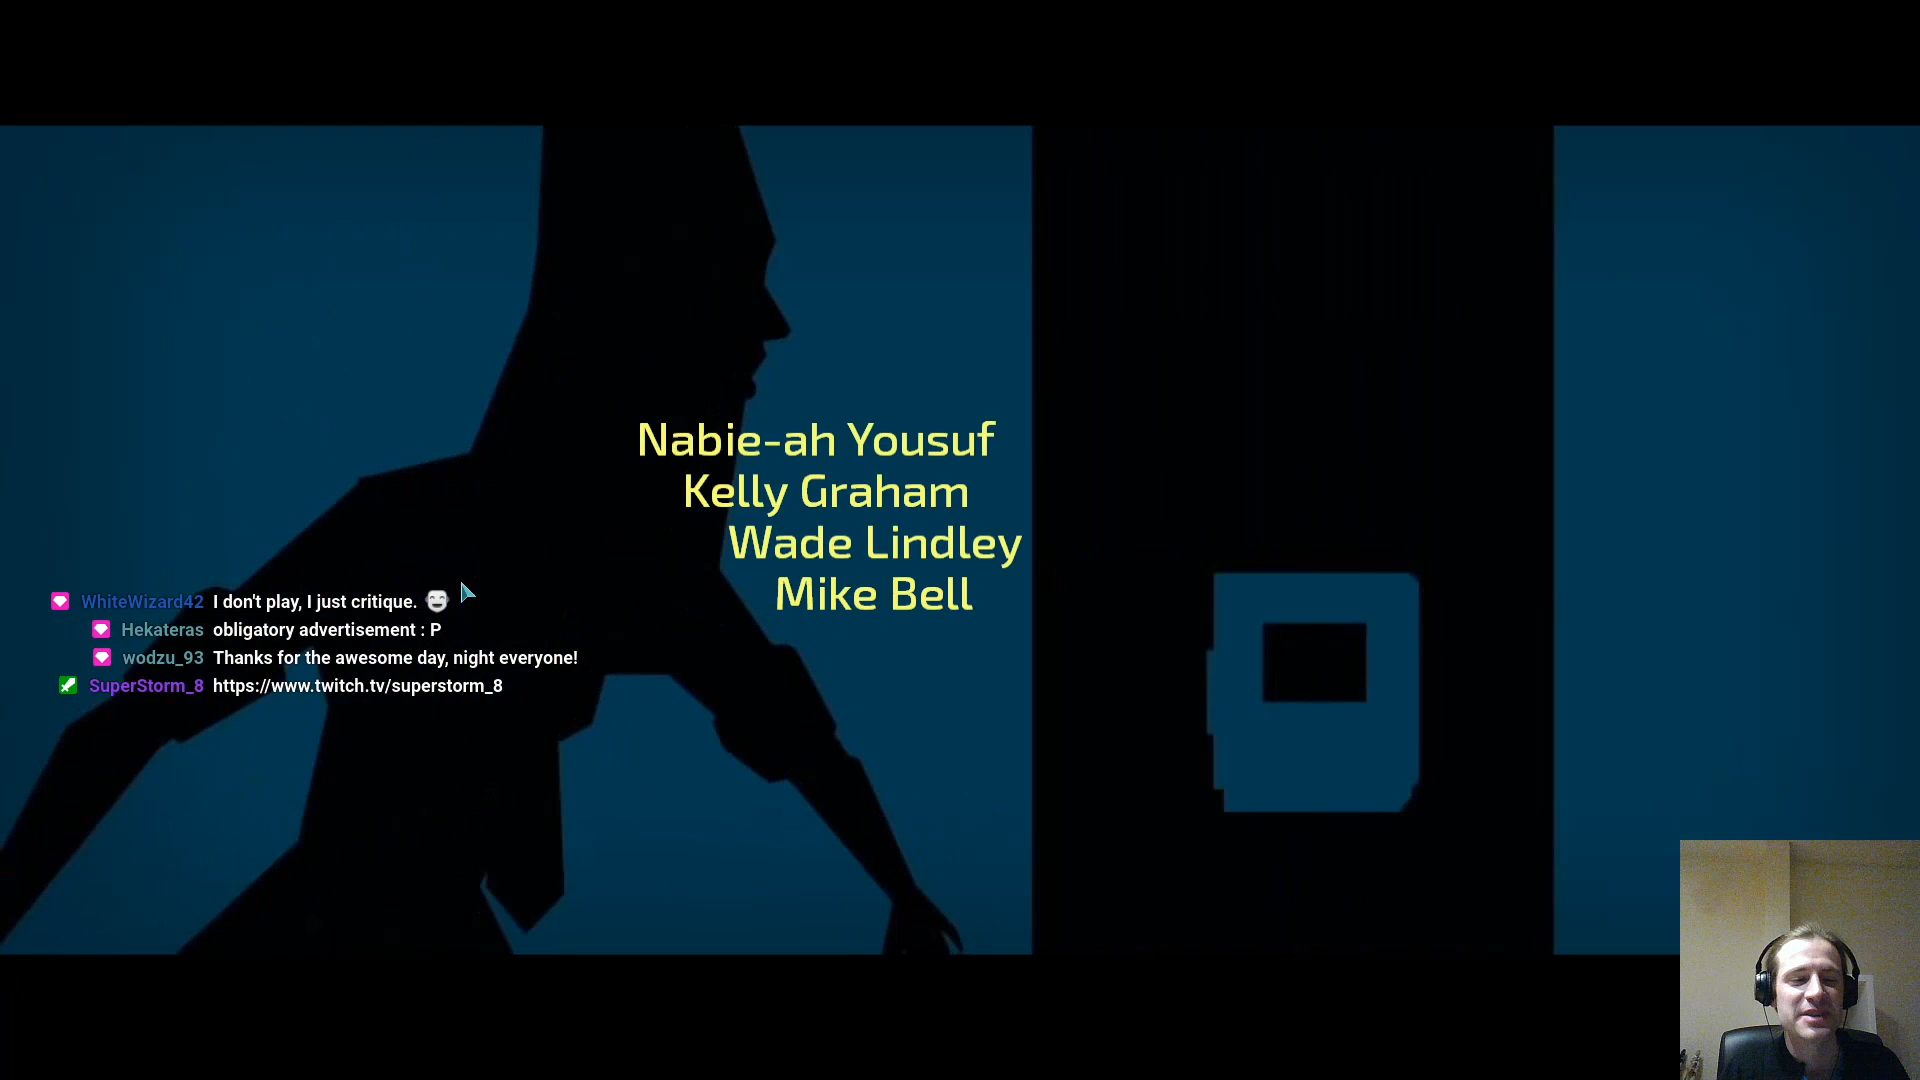 Nabie-ah Yousuf
Kelly Graham
Wade Lindley
Mike Bell
WhiteWizard42 I don't play, I just critique.
Hekateras obligatory advertisement : P
wodzu_93 Thanks for the awesome day, night everyone!
SuperStorm_8 https://www.twitch.tv/superstorm_8